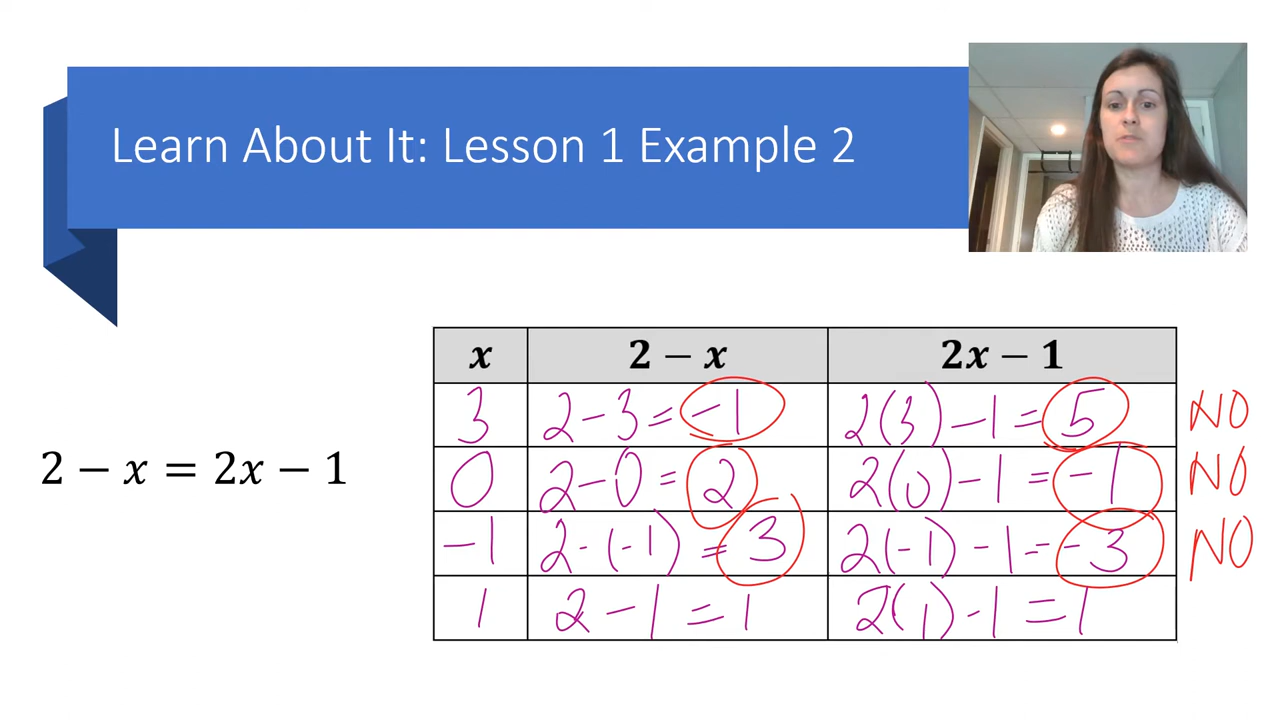 Learn About It: Lesson 1 Example 2
2 − x = 2x − 1
x 2 − x 2x − 1
3 2 − 3 = −1 2(3) − 1 = 5 NO
0 2 − 0 = 2 2(0) − 1 = −1 NO
−1 2 - (-1) = 3 2(-1) - 1 = -3 NO
1 2 − 1 = 1 2(1) - 1 = 1